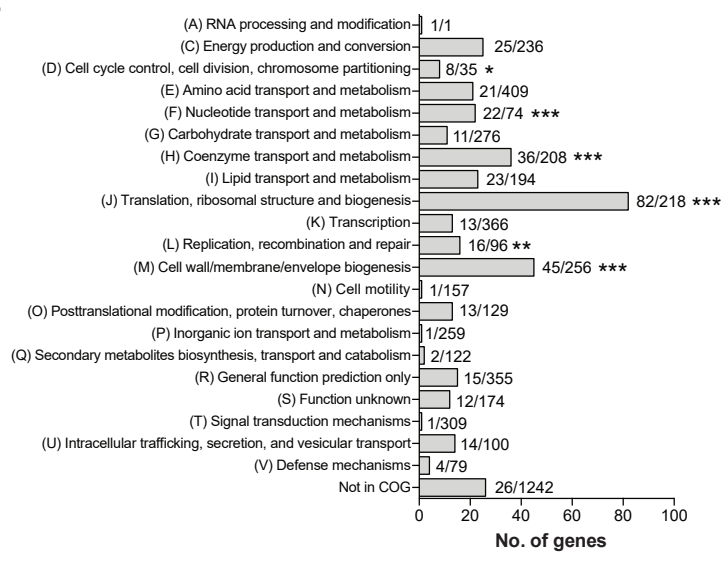 (A) RNA processing and modification 1/1
(C) Energy production and conversion 25/236
(D) Cell cycle control, cell division, chromosome partitioning 8/35 *
(E) Amino acid transport and metabolism 21/409
(F) Nucleotide transport and metabolism 22/74 ***
(G) Carbohydrate transport and metabolism 11/276
(H) Coenzyme transport and metabolism 36/208 ***
(I) Lipid transport and metabolism 23/194
(J) Translation, ribosomal structure and biogenesis 82/218 ***
(K) Transcription 13/366
(L) Replication, recombination and repair 16/96 **
(M) Cell wall/membrane/envelope biogenesis 45/256 ***
(N) Cell motility 1/157
(O) Posttranslational modification, protein turnover, chaperones 13/129
(P) Inorganic ion transport and metabolism 1/259
(Q) Secondary metabolites biosynthesis, transport and catabolism 2/122
(R) General function prediction only 15/355
(S) Function unknown 12/174
(T) Signal transduction mechanisms 1/309
(U) Intracellular trafficking, secretion, and vesicular transport 14/100
(V) Defense mechanisms 4/79
Not in COG 26/1242
0 20 40 60 80 100
No. of genes